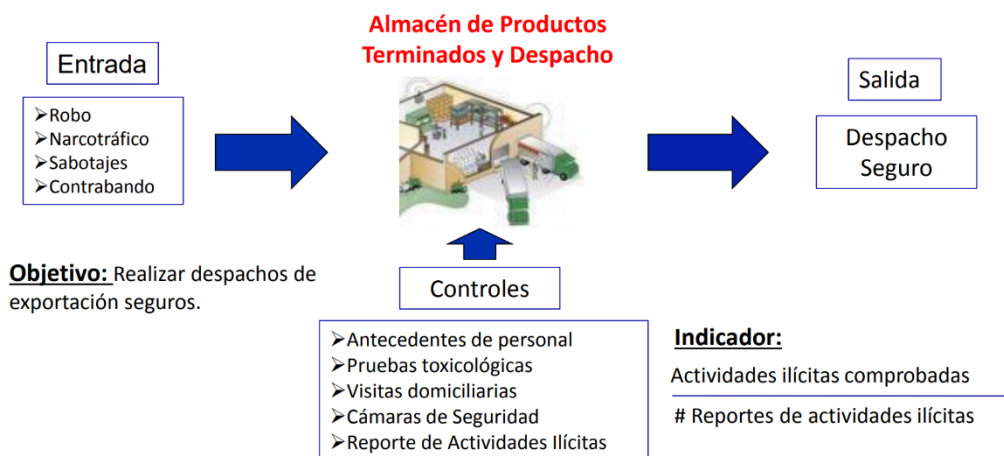 Almacén de Productos
Terminados y Despacho
Entrada
➢Robo
➢Narcotráfico
➢Sabotajes
➢Contrabando
Salida
Despacho
Seguro
Objetivo: Realizar despachos de
exportación seguros.
Controles
➢Antecedentes de personal
➢Pruebas toxicológicas
➢Visitas domiciliarias
➢Cámaras de Seguridad
➢Reporte de Actividades Ilícitas
Indicador:
Actividades ilícitas comprobadas
# Reportes de actividades ilícitas